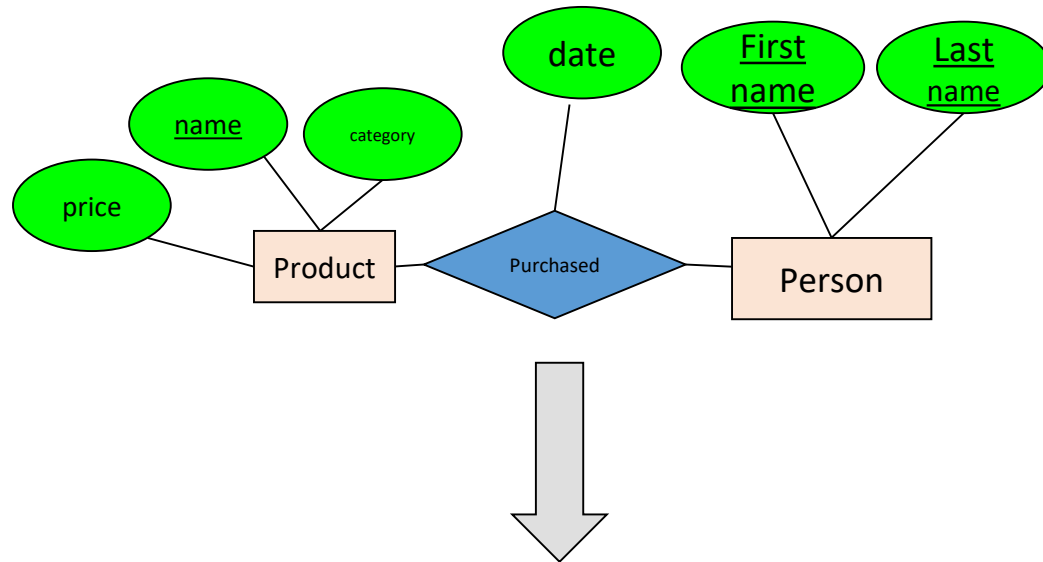 date
First
name
Last
name
name
category
price
Product
Purchased
Person